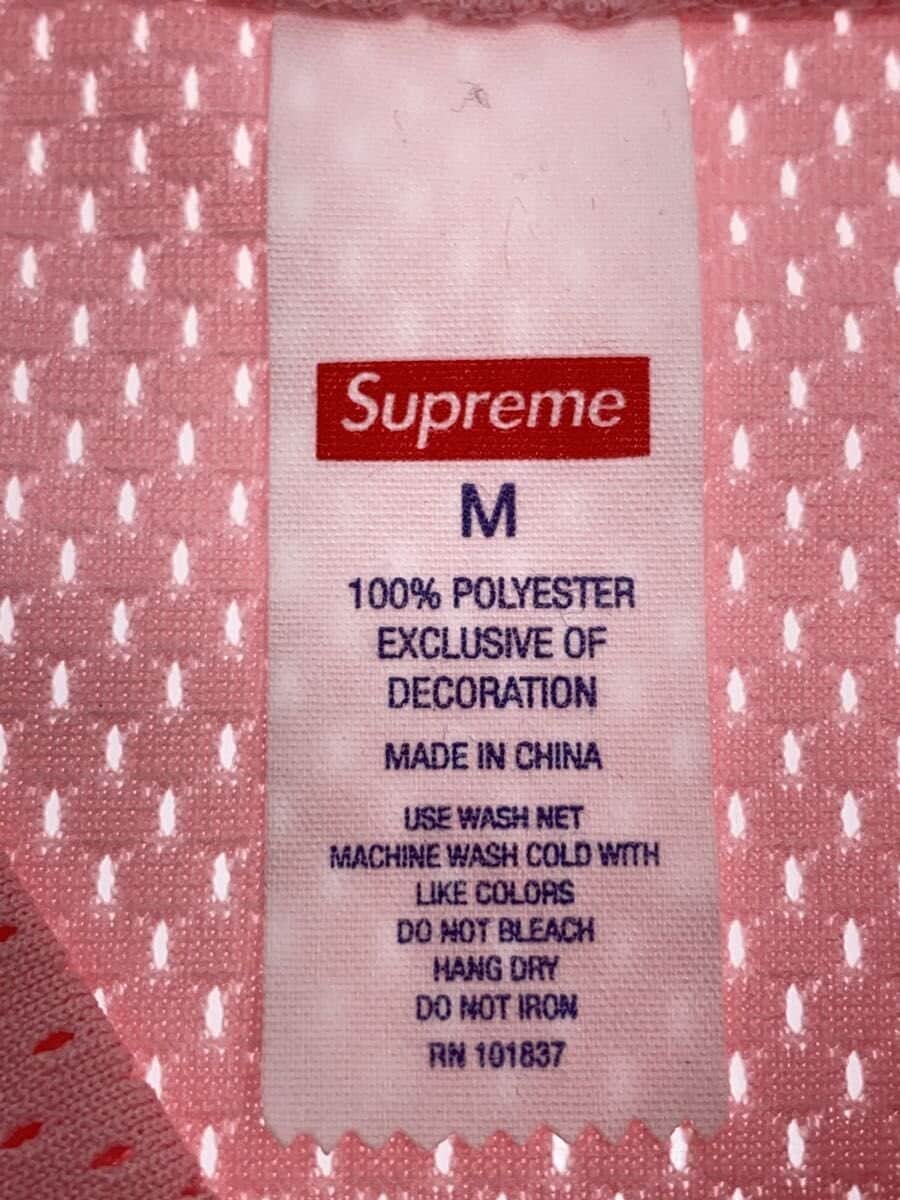 Supreme
M
100% POLYESTER
EXCLUSIVE OF
DECORATION
MADE IN CHINA
USE WASH NET
MACHINE WASH COLD WITH
LIKE COLORS
DO NOT BLEACH
HANG DRY
DO NOT IRON
RN 101837